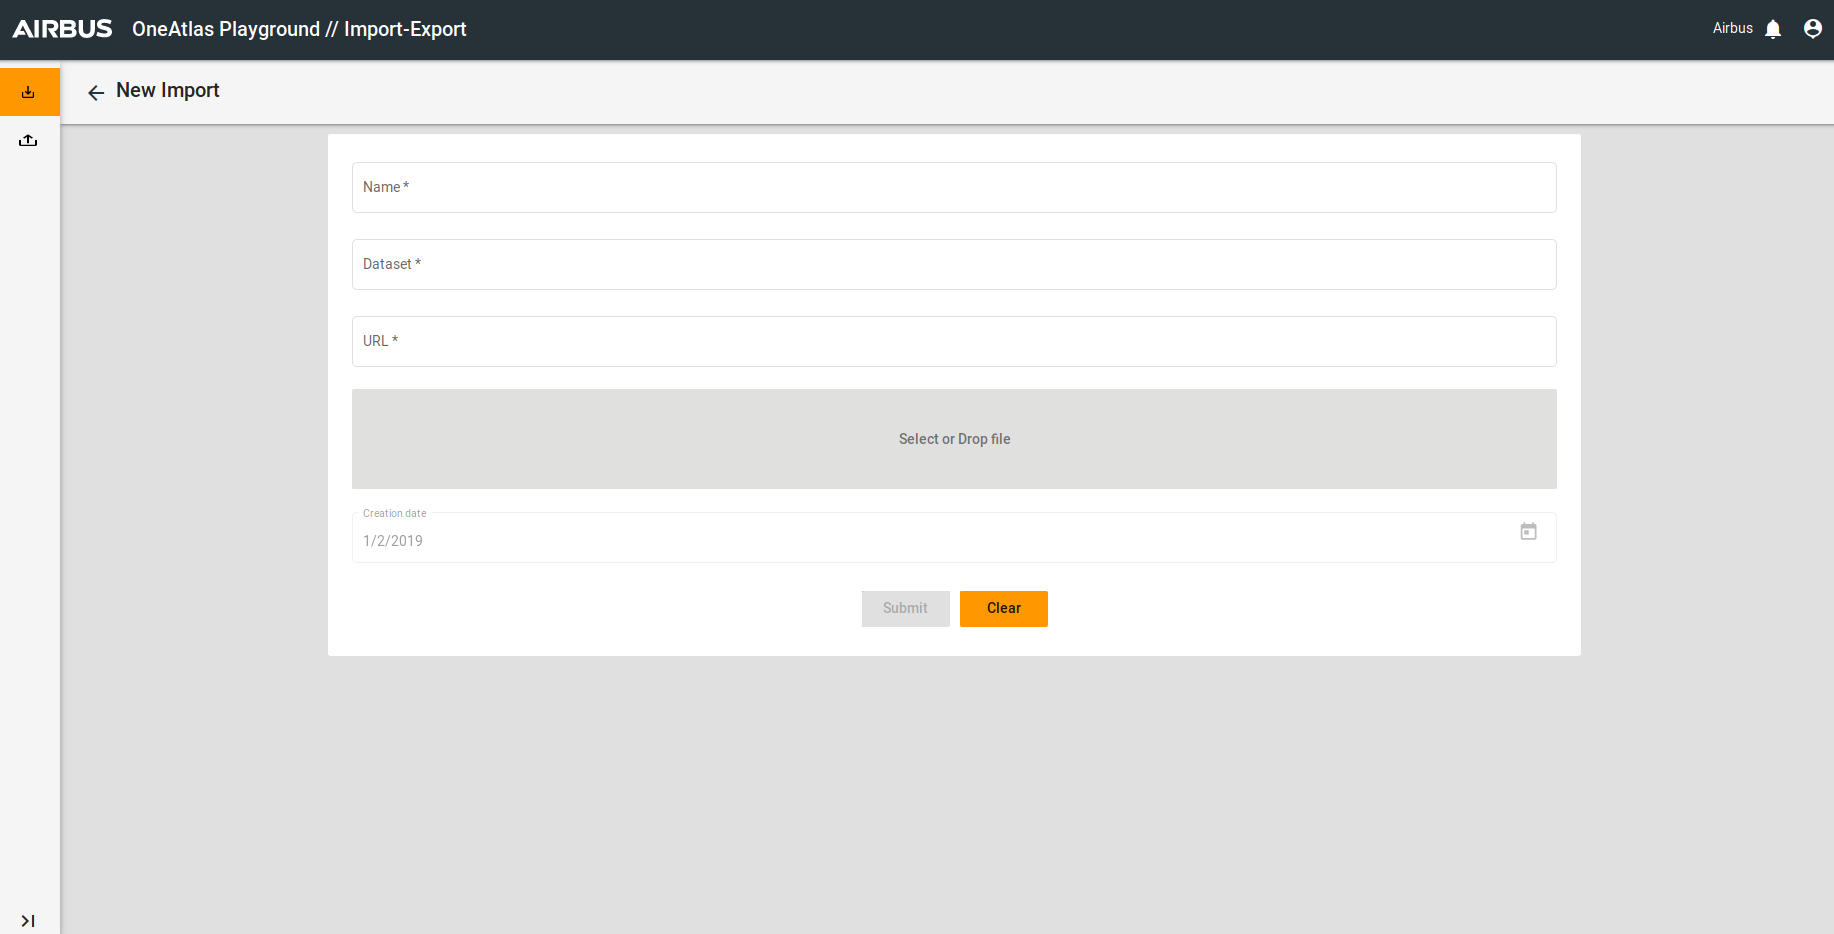 AIRBUS OneAtlas Playground // Import-Export Airbus
New Import
Name *
Dataset *
URL *
Select or Drop file
Creation date
1/2/2019
Submit Clear